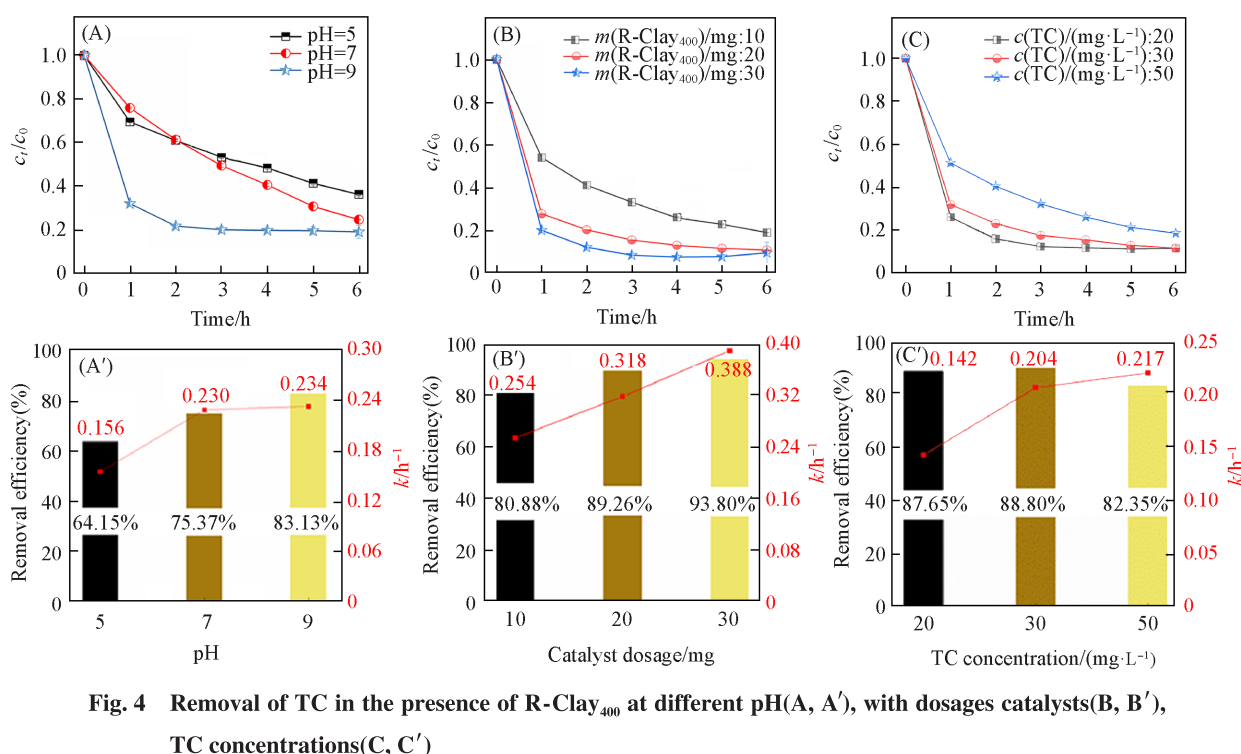 (A)
pH=5
pH=7
pH=9
1.0
0.8
0.6
0.4
0.2
0
cₜ/c₀
0 1 2 3 4 5 6
Time/h
(B)
m(R-Clay₄₀₀)/mg:10
m(R-Clay₄₀₀)/mg:20
m(R-Clay₄₀₀)/mg:30
1.0
0.8
0.6
0.4
0.2
0
cₜ/c₀
0 1 2 3 4 5 6
Time/h
(C)
c(TC)/(mg·L⁻¹):20
c(TC)/(mg·L⁻¹):30
c(TC)/(mg·L⁻¹):50
1.0
0.8
0.6
0.4
0.2
0
cₜ/c₀
0 1 2 3 4 5 6
Time/h
(A′)
100
80
60
40
20
0
Removal efficiency(%)
0.156
0.230
0.234
64.15% 75.37% 83.13%
0.30
0.24
0.18
0.12
0.06
0
k/h⁻¹
5 7 9
pH
(B′)
100
80
60
40
20
0
Removal efficiency(%)
0.254
0.318
0.388
80.88% 89.26% 93.80%
0.40
0.32
0.24
0.16
0.08
0
k/h⁻¹
10 20 30
Catalyst dosage/mg
(C′)
100
80
60
40
20
0
Removal efficiency(%)
0.142 0.204 0.217
87.65% 88.80% 82.35%
0.25
0.20
0.15
0.10
0.05
0
k/h⁻¹
20 30 50
TC concentration/(mg·L⁻¹)
Fig. 4 Removal of TC in the presence of R-Clay₄₀₀ at different pH(A, A′), with dosages catalysts(B, B′),
TC concentrations(C, C′)